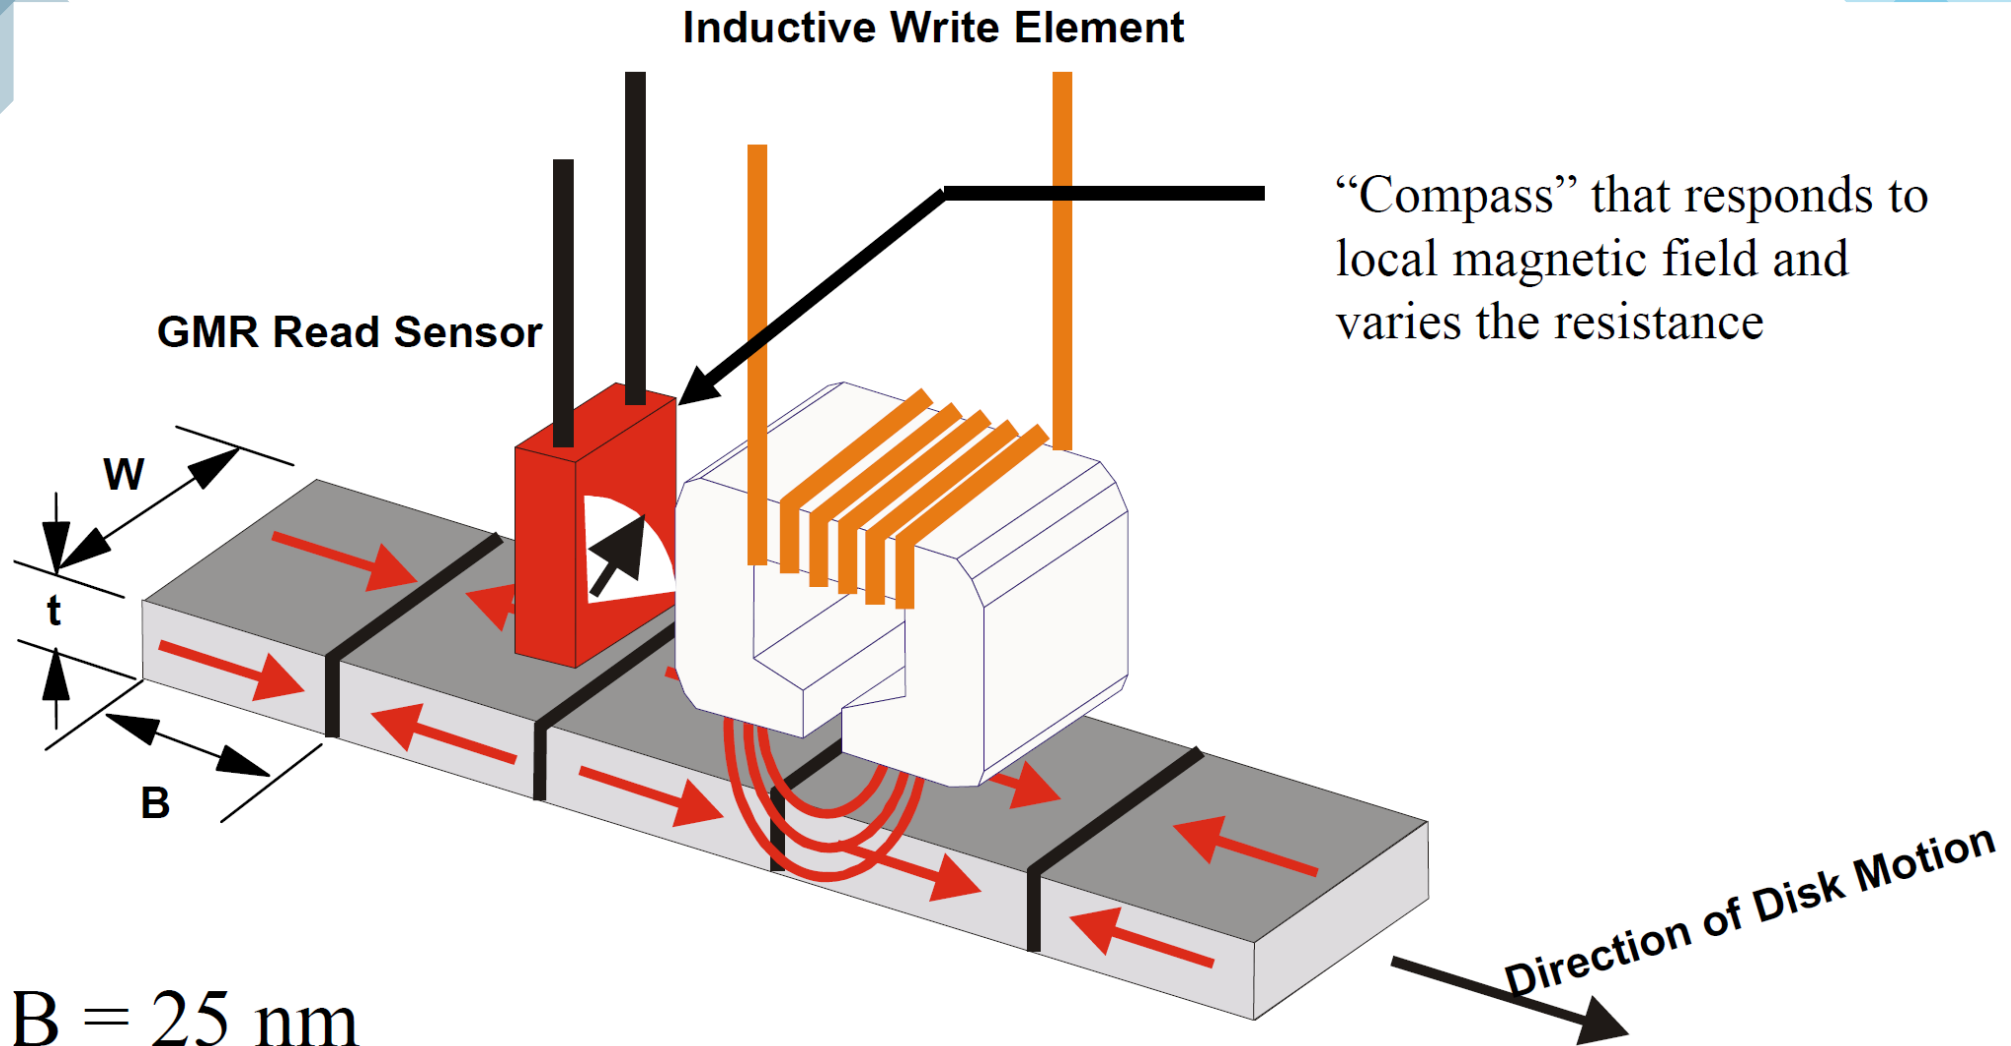 Inductive Write Element
“Compass” that responds to
local magnetic field and
varies the resistance
GMR Read Sensor
W
t
B
Direction of Disk Motion
B = 25 nm